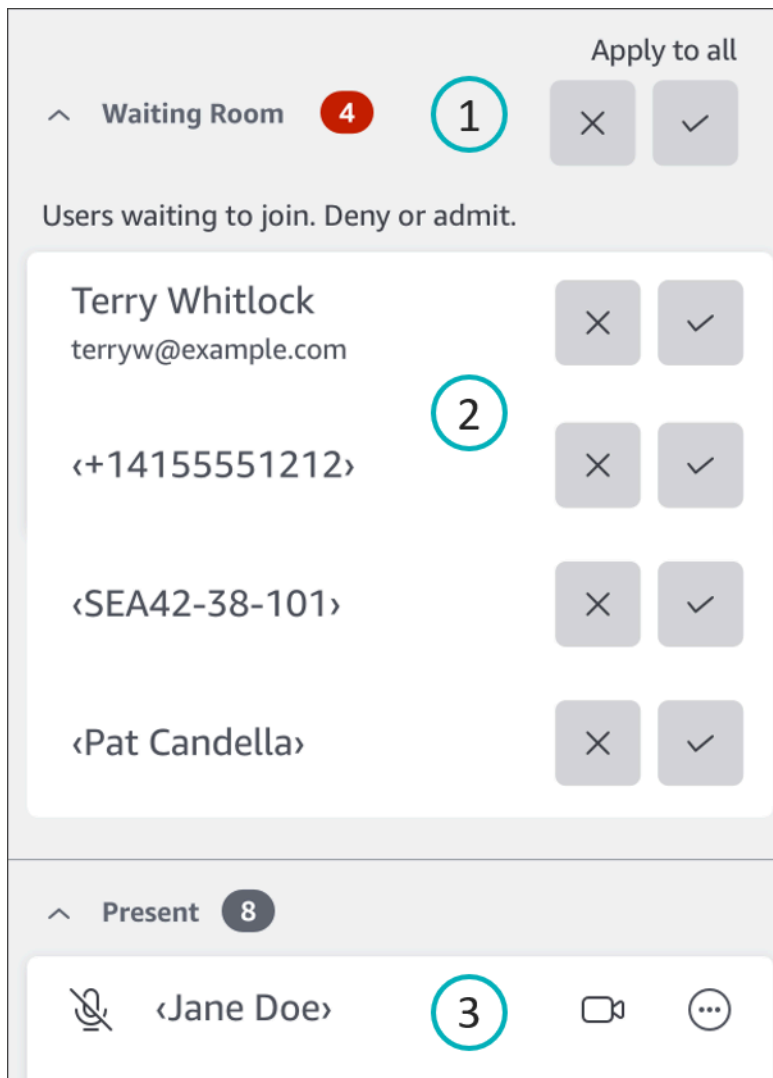 Apply to all
Waiting Room 4 1
Users waiting to join. Deny or admit.
Terry Whitlock
terryw@example.com
2
‹+14155551212›
‹SEA42-38-101›
‹Pat Candella›
Present 8
‹Jane Doe› 3